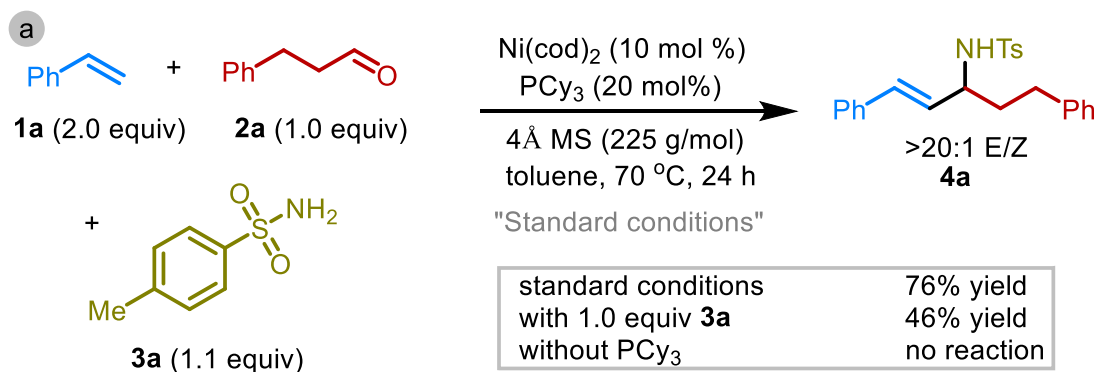 a
Ph
+
Ph
O
1a (2.0 equiv)
2a (1.0 equiv)
+
O
S
NH2
O
Me
3a (1.1 equiv)
Ni(cod)2 (10 mol %)
PCy3 (20 mol%)
4Å MS (225 g/mol)
toluene, 70 °C, 24 h
"Standard conditions"
NHTs
Ph
Ph
>20:1 E/Z
4a
standard conditions 76% yield
with 1.0 equiv 3a 46% yield
without PCy3 no reaction